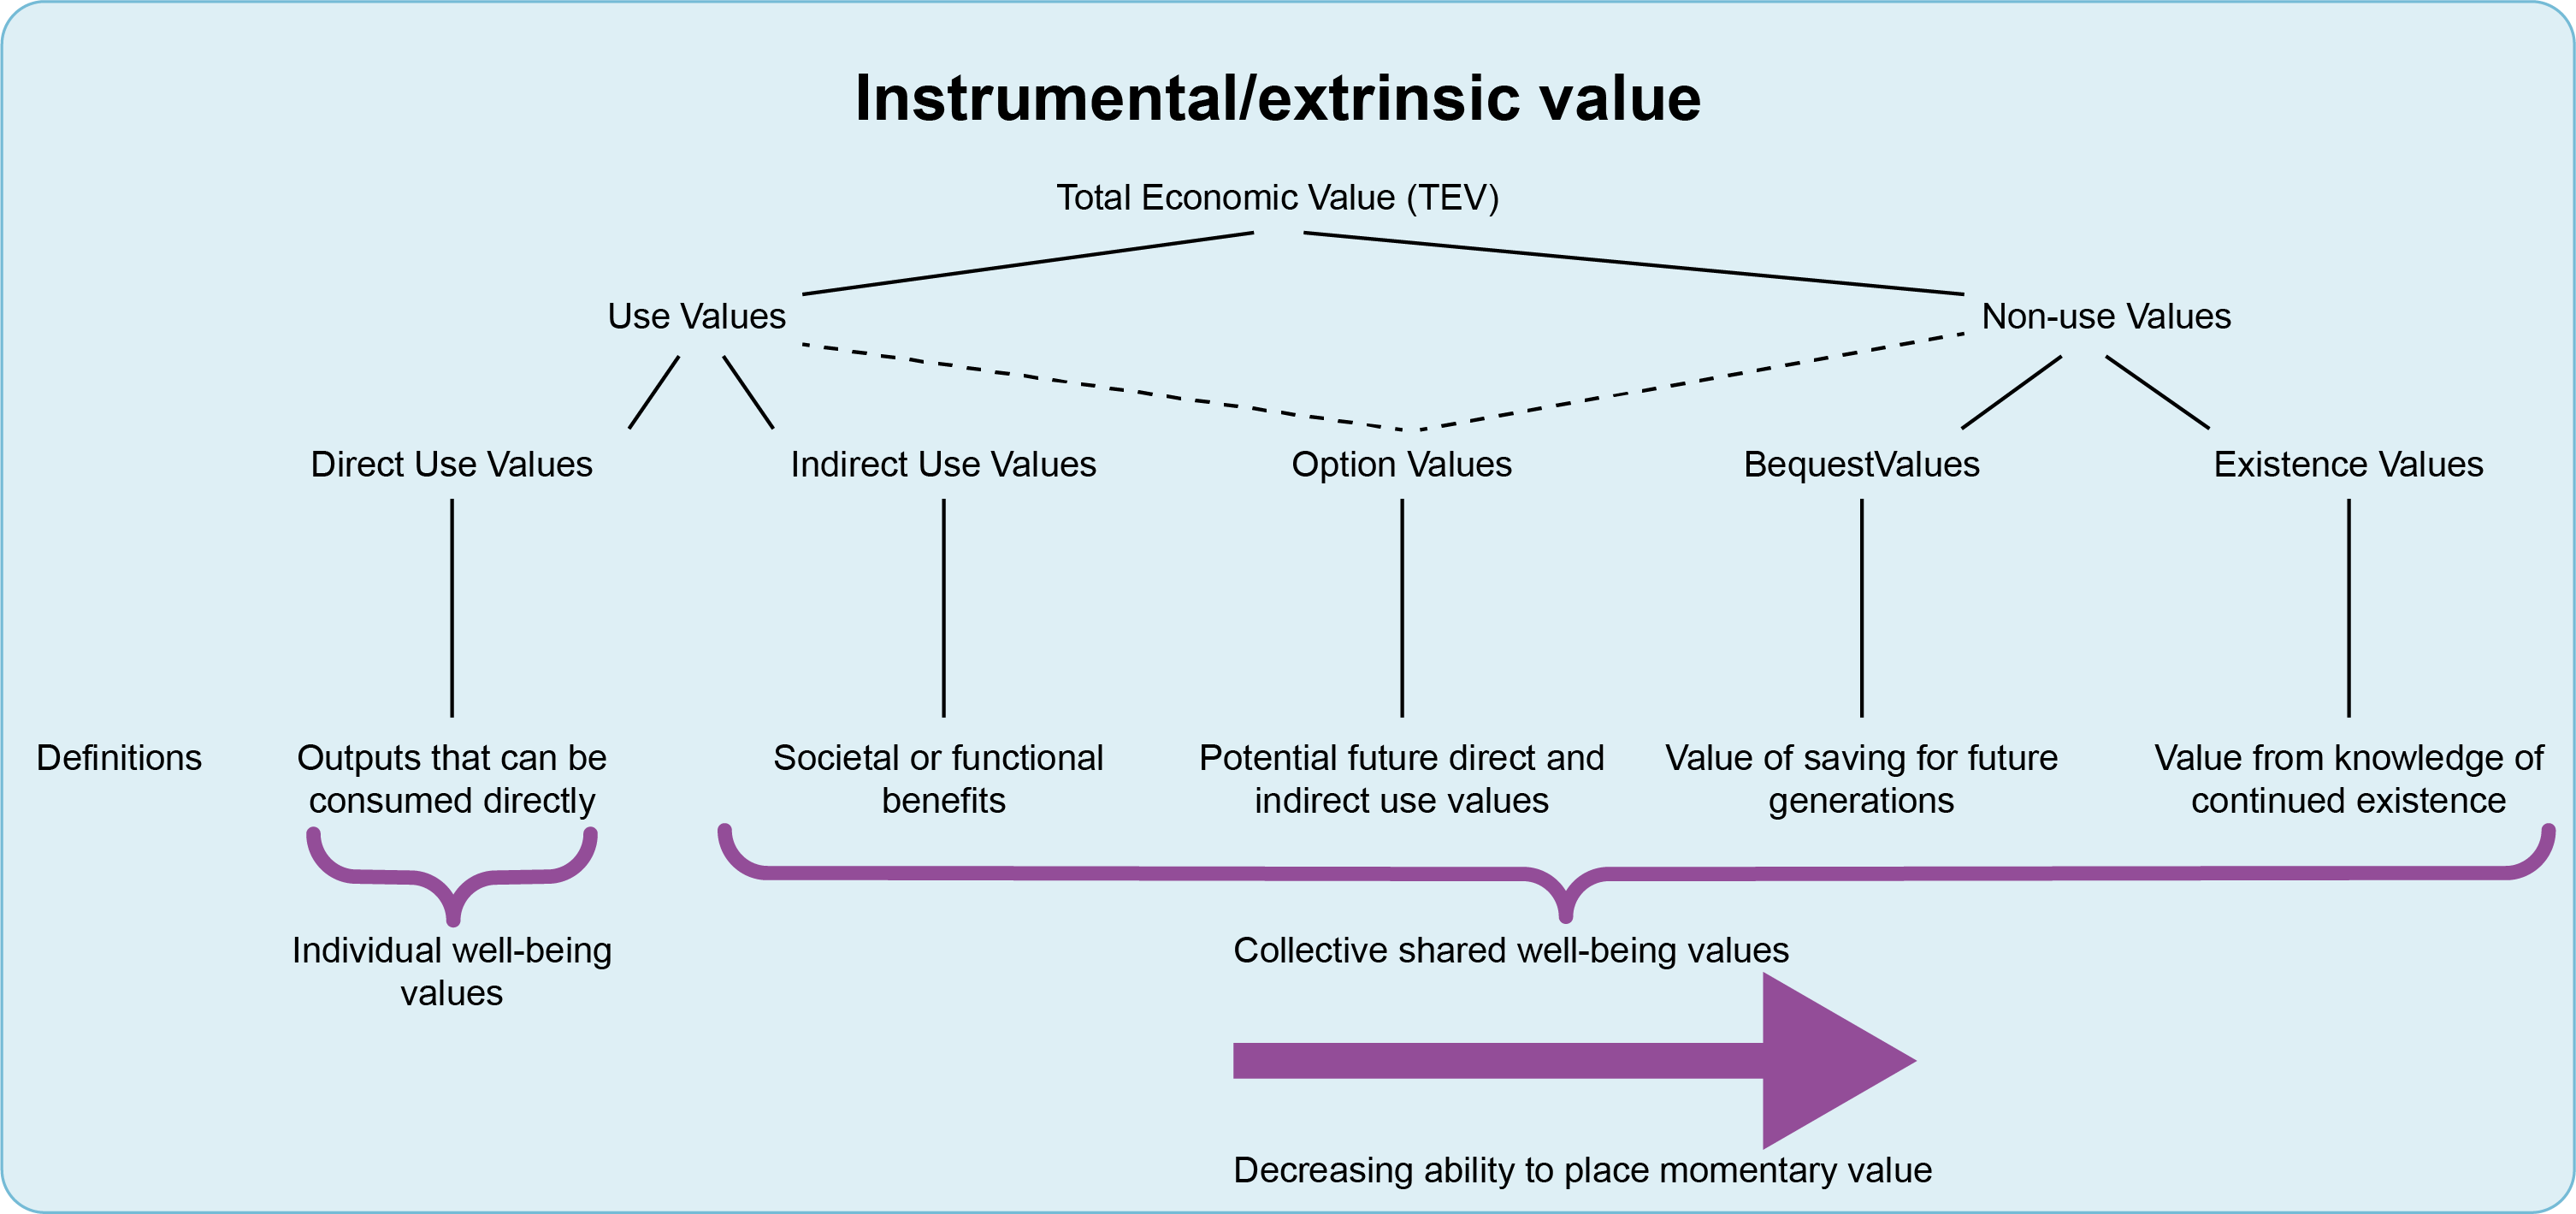 Instrumental/extrinsic value
Total Economic Value (TEV)
Use Values
Non-use Values
Direct Use Values
Indirect Use Values
Option Values
BequestValues
Existence Values
Definitions
Outputs that can be
consumed directly
Societal or functional
benefits
Potential future direct and
indirect use values
Value of saving for future
generations
Value from knowledge of
continued existence
Individual well-being
values
Collective shared well-being values
Decreasing ability to place momentary value